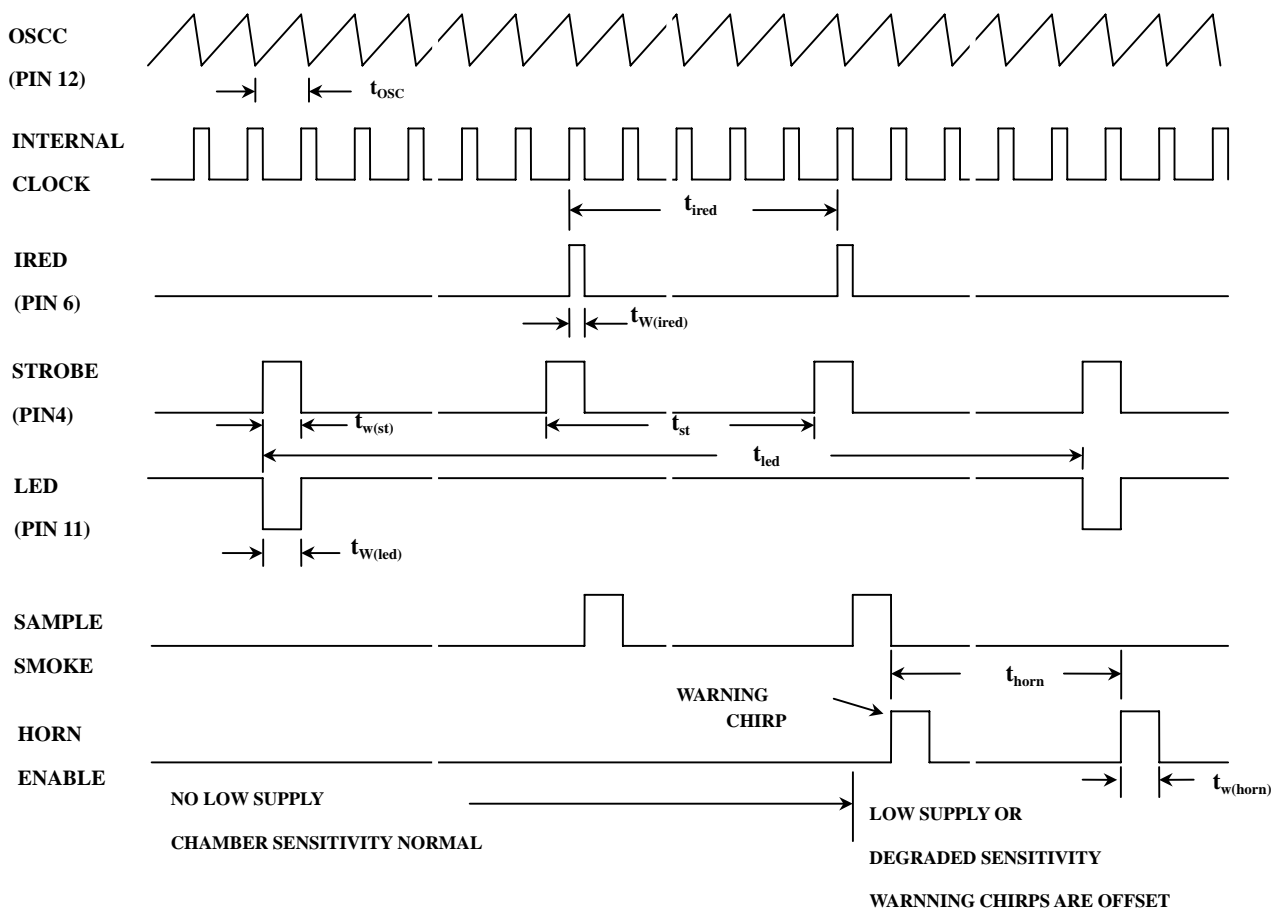 OSCC
(PIN 12)
tOSC
INTERNAL
CLOCK
tired
IRED
(PIN 6)
tW(ired)
STROBE
(PIN4)
tw(st)
tst
tled
LED
(PIN 11)
tW(led)
SAMPLE
SMOKE
thorn
WARNING
CHIRP
HORN
ENABLE
tw(horn)
NO LOW SUPPLY
CHAMBER SENSITIVITY NORMAL
LOW SUPPLY OR
DEGRADED SENSITIVITY
WARNNING CHIRPS ARE OFFSET